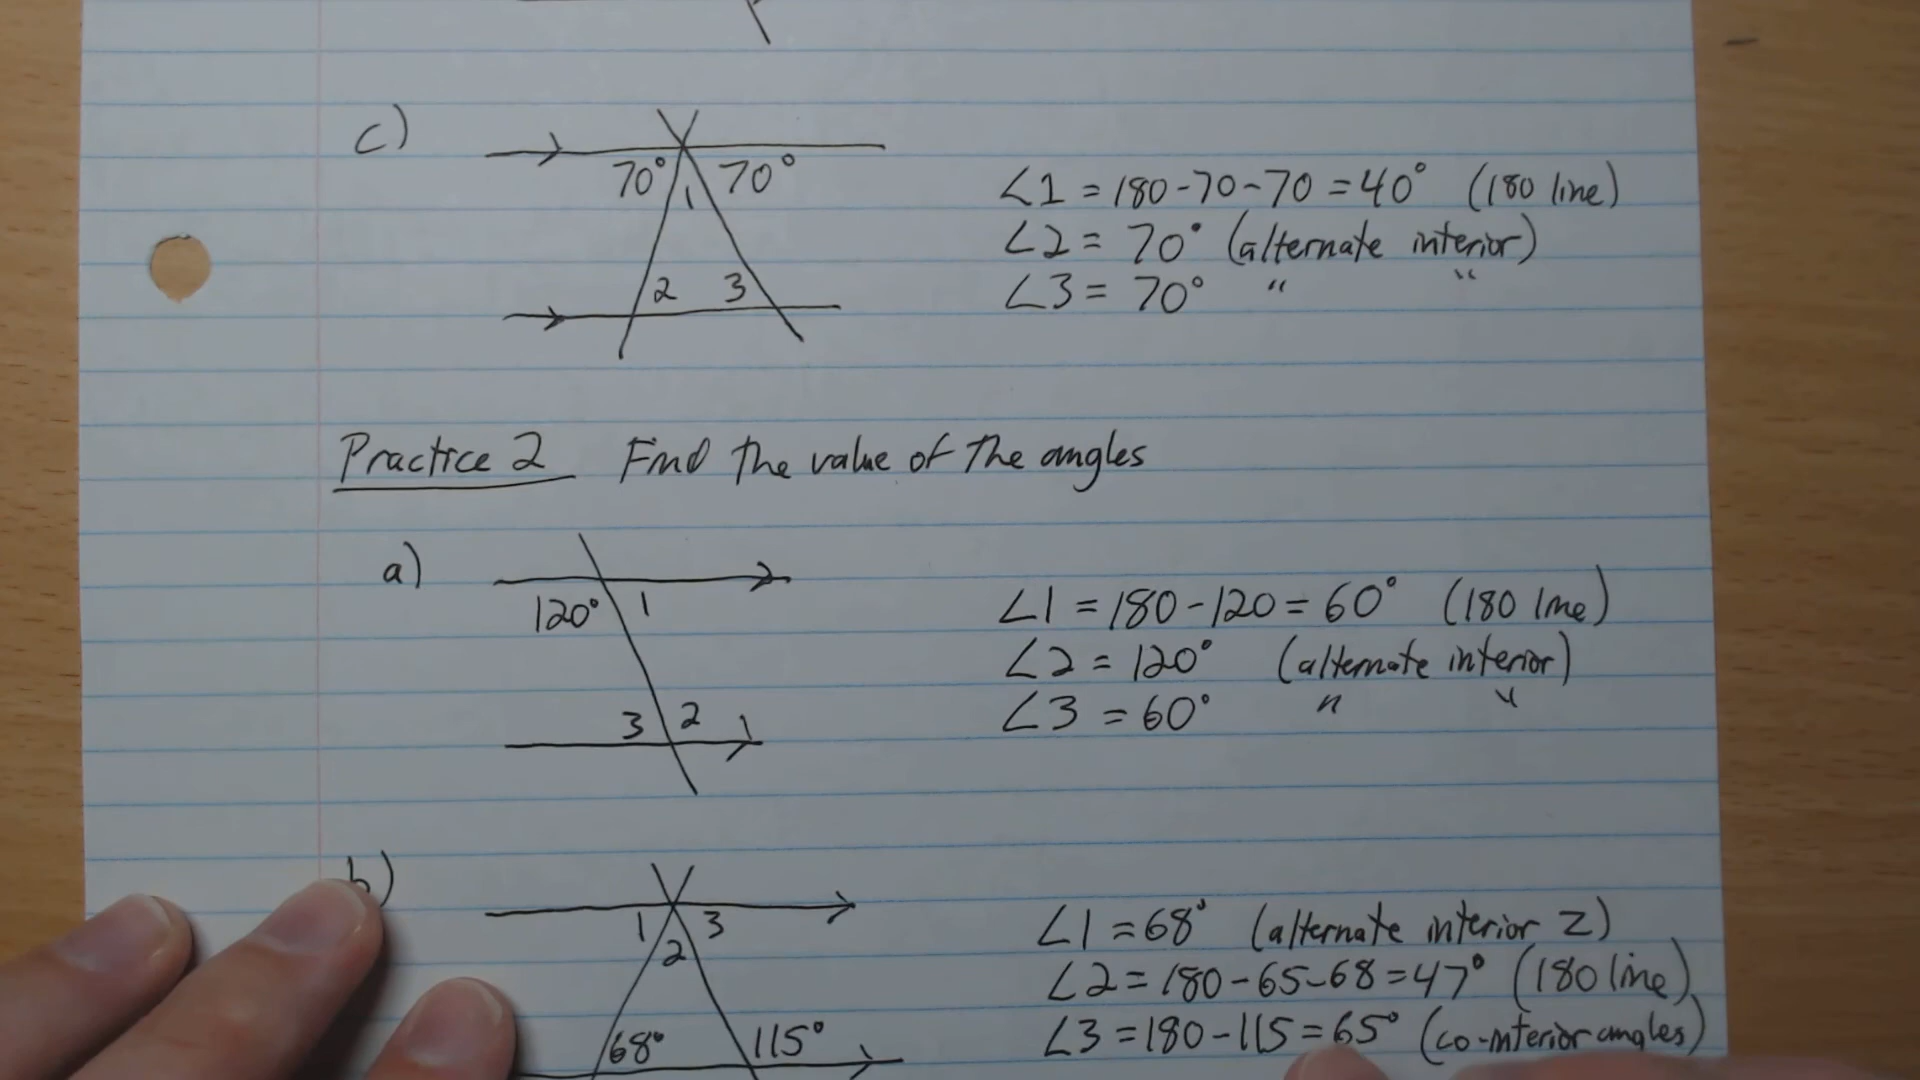 c)
70° 70°
1
2 3
∠1 = 180-70-70 = 40° (180 line)
∠2 = 70° (alternate interior)
∠3 = 70° " "
Practice 2 Find the value of the angles
a)
120° 1
3 2
∠1 = 180-120 = 60° (180 line)
∠2 = 120° (alternate interior)
∠3 = 60° " "
b)
1 3
2
68° 115°
∠1 = 68° (alternate interior Z)
∠2 = 180-65-68 = 47° (180 line)
∠3 = 180-115 = 65° (co-interior angles)